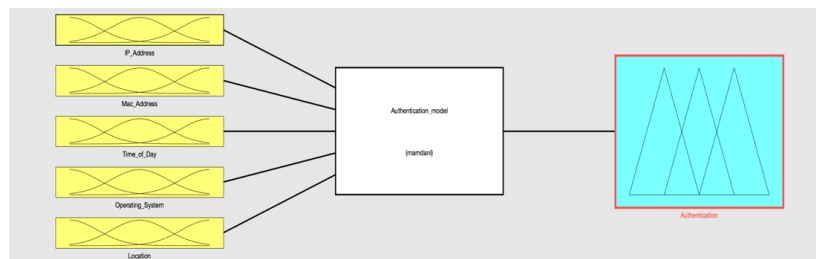 IP_Address
Mac_Address
Time_of_Day
Operating_System
Location
Authentication_model
(mamdani)
Authentication